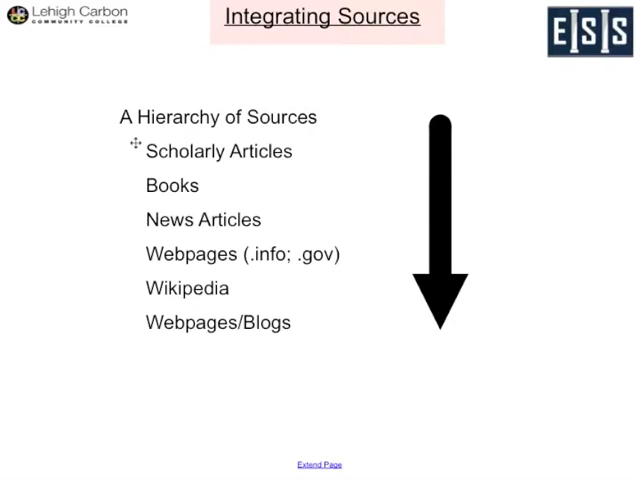 Lehigh Carbon
COMMUNITY COLLEGE
Integrating Sources
ESIS
A Hierarchy of Sources
Scholarly Articles
Books
News Articles
Webpages (.info; .gov)
Wikipedia
Webpages/Blogs
Extend Page